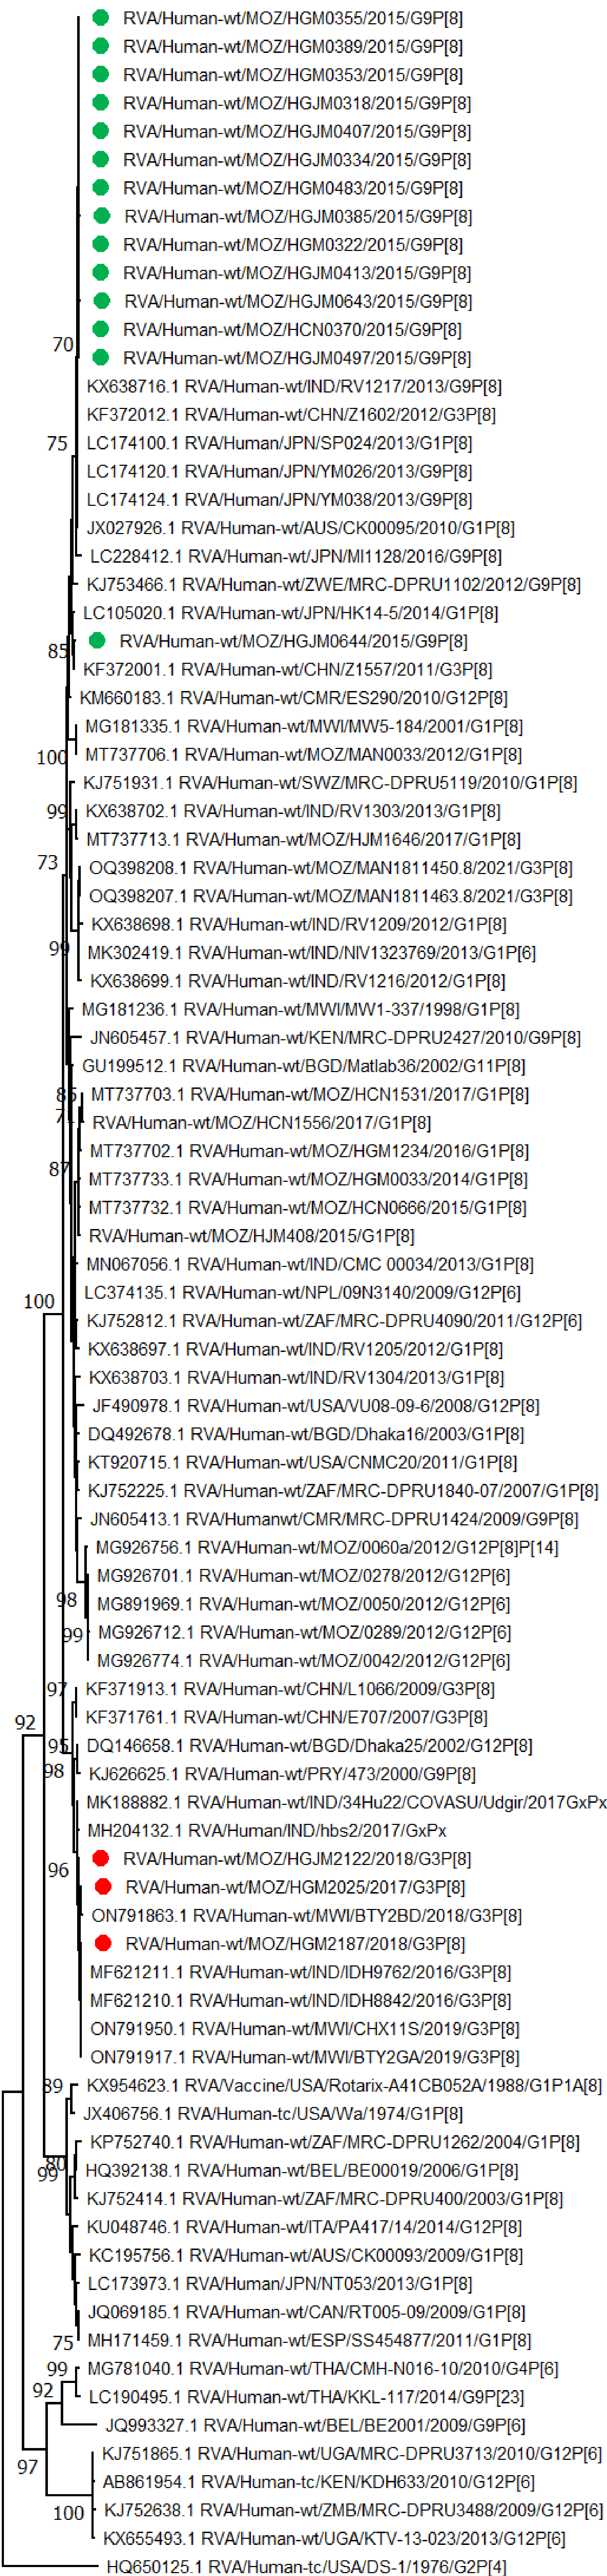 RVA/Human-wt/MOZ/HGM0355/2015/G9P[8]
RVA/Human-wt/MOZ/HGM0389/2015/G9P[8]
RVA/Human-wt/MOZ/HGM0353/2015/G9P[8]
RVA/Human-wt/MOZ/HGJM0318/2015/G9P[8]
RVA/Human-wt/MOZ/HGJM0407/2015/G9P[8]
RVA/Human-wt/MOZ/HGJM0334/2015/G9P[8]
RVA/Human-wt/MOZ/HGM0483/2015/G9P[8]
RVA/Human-wt/MOZ/HGJM0385/2015/G9P[8]
RVA/Human-wt/MOZ/HGM0322/2015/G9P[8]
RVA/Human-wt/MOZ/HGJM0413/2015/G9P[8]
RVA/Human-wt/MOZ/HGJM0643/2015/G9P[8]
RVA/Human-wt/MOZ/HCN0370/2015/G9P[8]
70
RVA/Human-wt/MOZ/HGJM0497/2015/G9P[8]
KX638716.1 RVA/Human-wt/IND/RV1217/2013/G9P[8]
KF372012.1 RVA/Human-wt/CHN/Z1602/2012/G3P[8]
75
LC174100.1 RVA/Human/JPN/SP024/2013/G1P[8]
LC174120.1 RVA/Human/JPN/YM026/2013/G9P[8]
LC174124.1 RVA/Human/JPN/YM038/2013/G9P[8]
JX027926.1 RVA/Human-wt/AUS/CK00095/2010/G1P[8]
LC228412.1 RVA/Human-wt/JPN/MI1128/2016/G9P[8]
KJ753466.1 RVA/Human-wt/ZWE/MRC-DPRU1102/2012/G9P[8]
LC105020.1 RVA/Human-wt/JPN/HK14-5/2014/G1P[8]
RVA/Human-wt/MOZ/HGJM0644/2015/G9P[8]
85
KF372001.1 RVA/Human-wt/CHN/Z1557/2011/G3P[8]
KM660183.1 RVA/Human-wt/CMR/ES290/2010/G12P[8]
MG181335.1 RVA/Human-wt/MWI/MW5-184/2001/G1P[8]
100
MT737706.1 RVA/Human-wt/MOZ/MAN0033/2012/G1P[8]
KJ751931.1 RVA/Human-wt/SWZ/MRC-DPRU5119/2010/G1P[8]
99
KX638702.1 RVA/Human-wt/IND/RV1303/2013/G1P[8]
MT737713.1 RVA/Human-wt/MOZ/HJM1646/2017/G1P[8]
73
OQ398208.1 RVA/Human-wt/MOZ/MAN1811450.8/2021/G3P[8]
OQ398207.1 RVA/Human-wt/MOZ/MAN1811463.8/2021/G3P[8]
KX638698.1 RVA/Human-wt/IND/RV1209/2012/G1P[8]
99
MK302419.1 RVA/Human-wt/IND/NIV1323769/2013/G1P[6]
KX638699.1 RVA/Human-wt/IND/RV1216/2012/G1P[8]
MG181236.1 RVA/Human-wt/MWI/MW1-337/1998/G1P[8]
JN605457.1 RVA/Human-wt/KEN/MRC-DPRU2427/2010/G9P[8]
GU199512.1 RVA/Human-wt/BGD/Matlab36/2002/G11P[8]
MT737703.1 RVA/Human-wt/MOZ/HCN1531/2017/G1P[8]
RVA/Human-wt/MOZ/HCN1556/2017/G1P[8]
MT737702.1 RVA/Human-wt/MOZ/HGM1234/2016/G1P[8]
87
MT737733.1 RVA/Human-wt/MOZ/HGM0033/2014/G1P[8]
MT737732.1 RVA/Human-wt/MOZ/HCN0666/2015/G1P[8]
RVA/Human-wt/MOZ/HJM408/2015/G1P[8]
MN067056.1 RVA/Human-wt/IND/CMC 00034/2013/G1P[8]
100
LC374135.1 RVA/Human-wt/NPL/09N3140/2009/G12P[6]
KJ752812.1 RVA/Human-wt/ZAF/MRC-DPRU4090/2011/G12P[6]
KX638697.1 RVA/Human-wt/IND/RV1205/2012/G1P[8]
KX638703.1 RVA/Human-wt/IND/RV1304/2013/G1P[8]
JF490978.1 RVA/Human-wt/USA/VU08-09-6/2008/G12P[8]
DQ492678.1 RVA/Human-wt/BGD/Dhaka16/2003/G1P[8]
KT920715.1 RVA/Human-wt/USA/CNMC20/2011/G1P[8]
KJ752225.1 RVA/Human-wt/ZAF/MRC-DPRU1840-07/2007/G1P[8]
JN605413.1 RVA/Humanwt/CMR/MRC-DPRU1424/2009/G9P[8]
MG926756.1 RVA/Human-wt/MOZ/0060a/2012/G12P[8]P[14]
MG926701.1 RVA/Human-wt/MOZ/0278/2012/G12P[6]
98
MG891969.1 RVA/Human-wt/MOZ/0050/2012/G12P[6]
99
MG926712.1 RVA/Human-wt/MOZ/0289/2012/G12P[6]
MG926774.1 RVA/Human-wt/MOZ/0042/2012/G12P[6]
97
KF371913.1 RVA/Human-wt/CHN/L1066/2009/G3P[8]
92
KF371761.1 RVA/Human-wt/CHN/E707/2007/G3P[8]
95
DQ146658.1 RVA/Human-wt/BGD/Dhaka25/2002/G12P[8]
98
KJ626625.1 RVA/Human-wt/PRY/473/2000/G9P[8]
MK188882.1 RVA/Human-wt/IND/34Hu22/COVASU/Udgir/2017GxPx
MH204132.1 RVA/Human/IND/hbs2/2017/GxPx
96
RVA/Human-wt/MOZ/HGJM2122/2018/G3P[8]
RVA/Human-wt/MOZ/HGM2025/2017/G3P[8]
ON791863.1 RVA/Human-wt/MWI/BTY2BD/2018/G3P[8]
RVA/Human-wt/MOZ/HGM2187/2018/G3P[8]
MF621211.1 RVA/Human-wt/IND/IDH9762/2016/G3P[8]
MF621210.1 RVA/Human-wt/IND/IDH8842/2016/G3P[8]
ON791950.1 RVA/Human-wt/MWI/CHX11S/2019/G3P[8]
ON791917.1 RVA/Human-wt/MWI/BTY2GA/2019/G3P[8]
89
KX954623.1 RVA/Vaccine/USA/Rotarix-A41CB052A/1988/G1P1A[8]
JX406756.1 RVA/Human-tc/USA/Wa/1974/G1P[8]
KP752740.1 RVA/Human-wt/ZAF/MRC-DPRU1262/2004/G1P[8]
80
99
HQ392138.1 RVA/Human-wt/BEL/BE00019/2006/G1P[8]
KJ752414.1 RVA/Human-wt/ZAF/MRC-DPRU400/2003/G1P[8]
KU048746.1 RVA/Human-wt/ITA/PA417/14/2014/G12P[8]
KC195756.1 RVA/Human-wt/AUS/CK00093/2009/G1P[8]
LC173973.1 RVA/Human/JPN/NT053/2013/G1P[8]
JQ069185.1 RVA/Human-wt/CAN/RT005-09/2009/G1P[8]
75
MH171459.1 RVA/Human-wt/ESP/SS454877/2011/G1P[8]
99
MG781040.1 RVA/Human-wt/THA/CMH-N016-10/2010/G4P[6]
92
LC190495.1 RVA/Human-wt/THA/KKL-117/2014/G9P[23]
JQ993327.1 RVA/Human-wt/BEL/BE2001/2009/G9P[6]
97
KJ751865.1 RVA/Human-wt/UGA/MRC-DPRU3713/2010/G12P[6]
AB861954.1 RVA/Human-tc/KEN/KDH633/2010/G12P[6]
100
KJ752638.1 RVA/Human-wt/ZMB/MRC-DPRU3488/2009/G12P[6]
KX655493.1 RVA/Human-wt/UGA/KTV-13-023/2013/G12P[6]
HQ650125.1 RVA/Human-tc/USA/DS-1/1976/G2P[4]